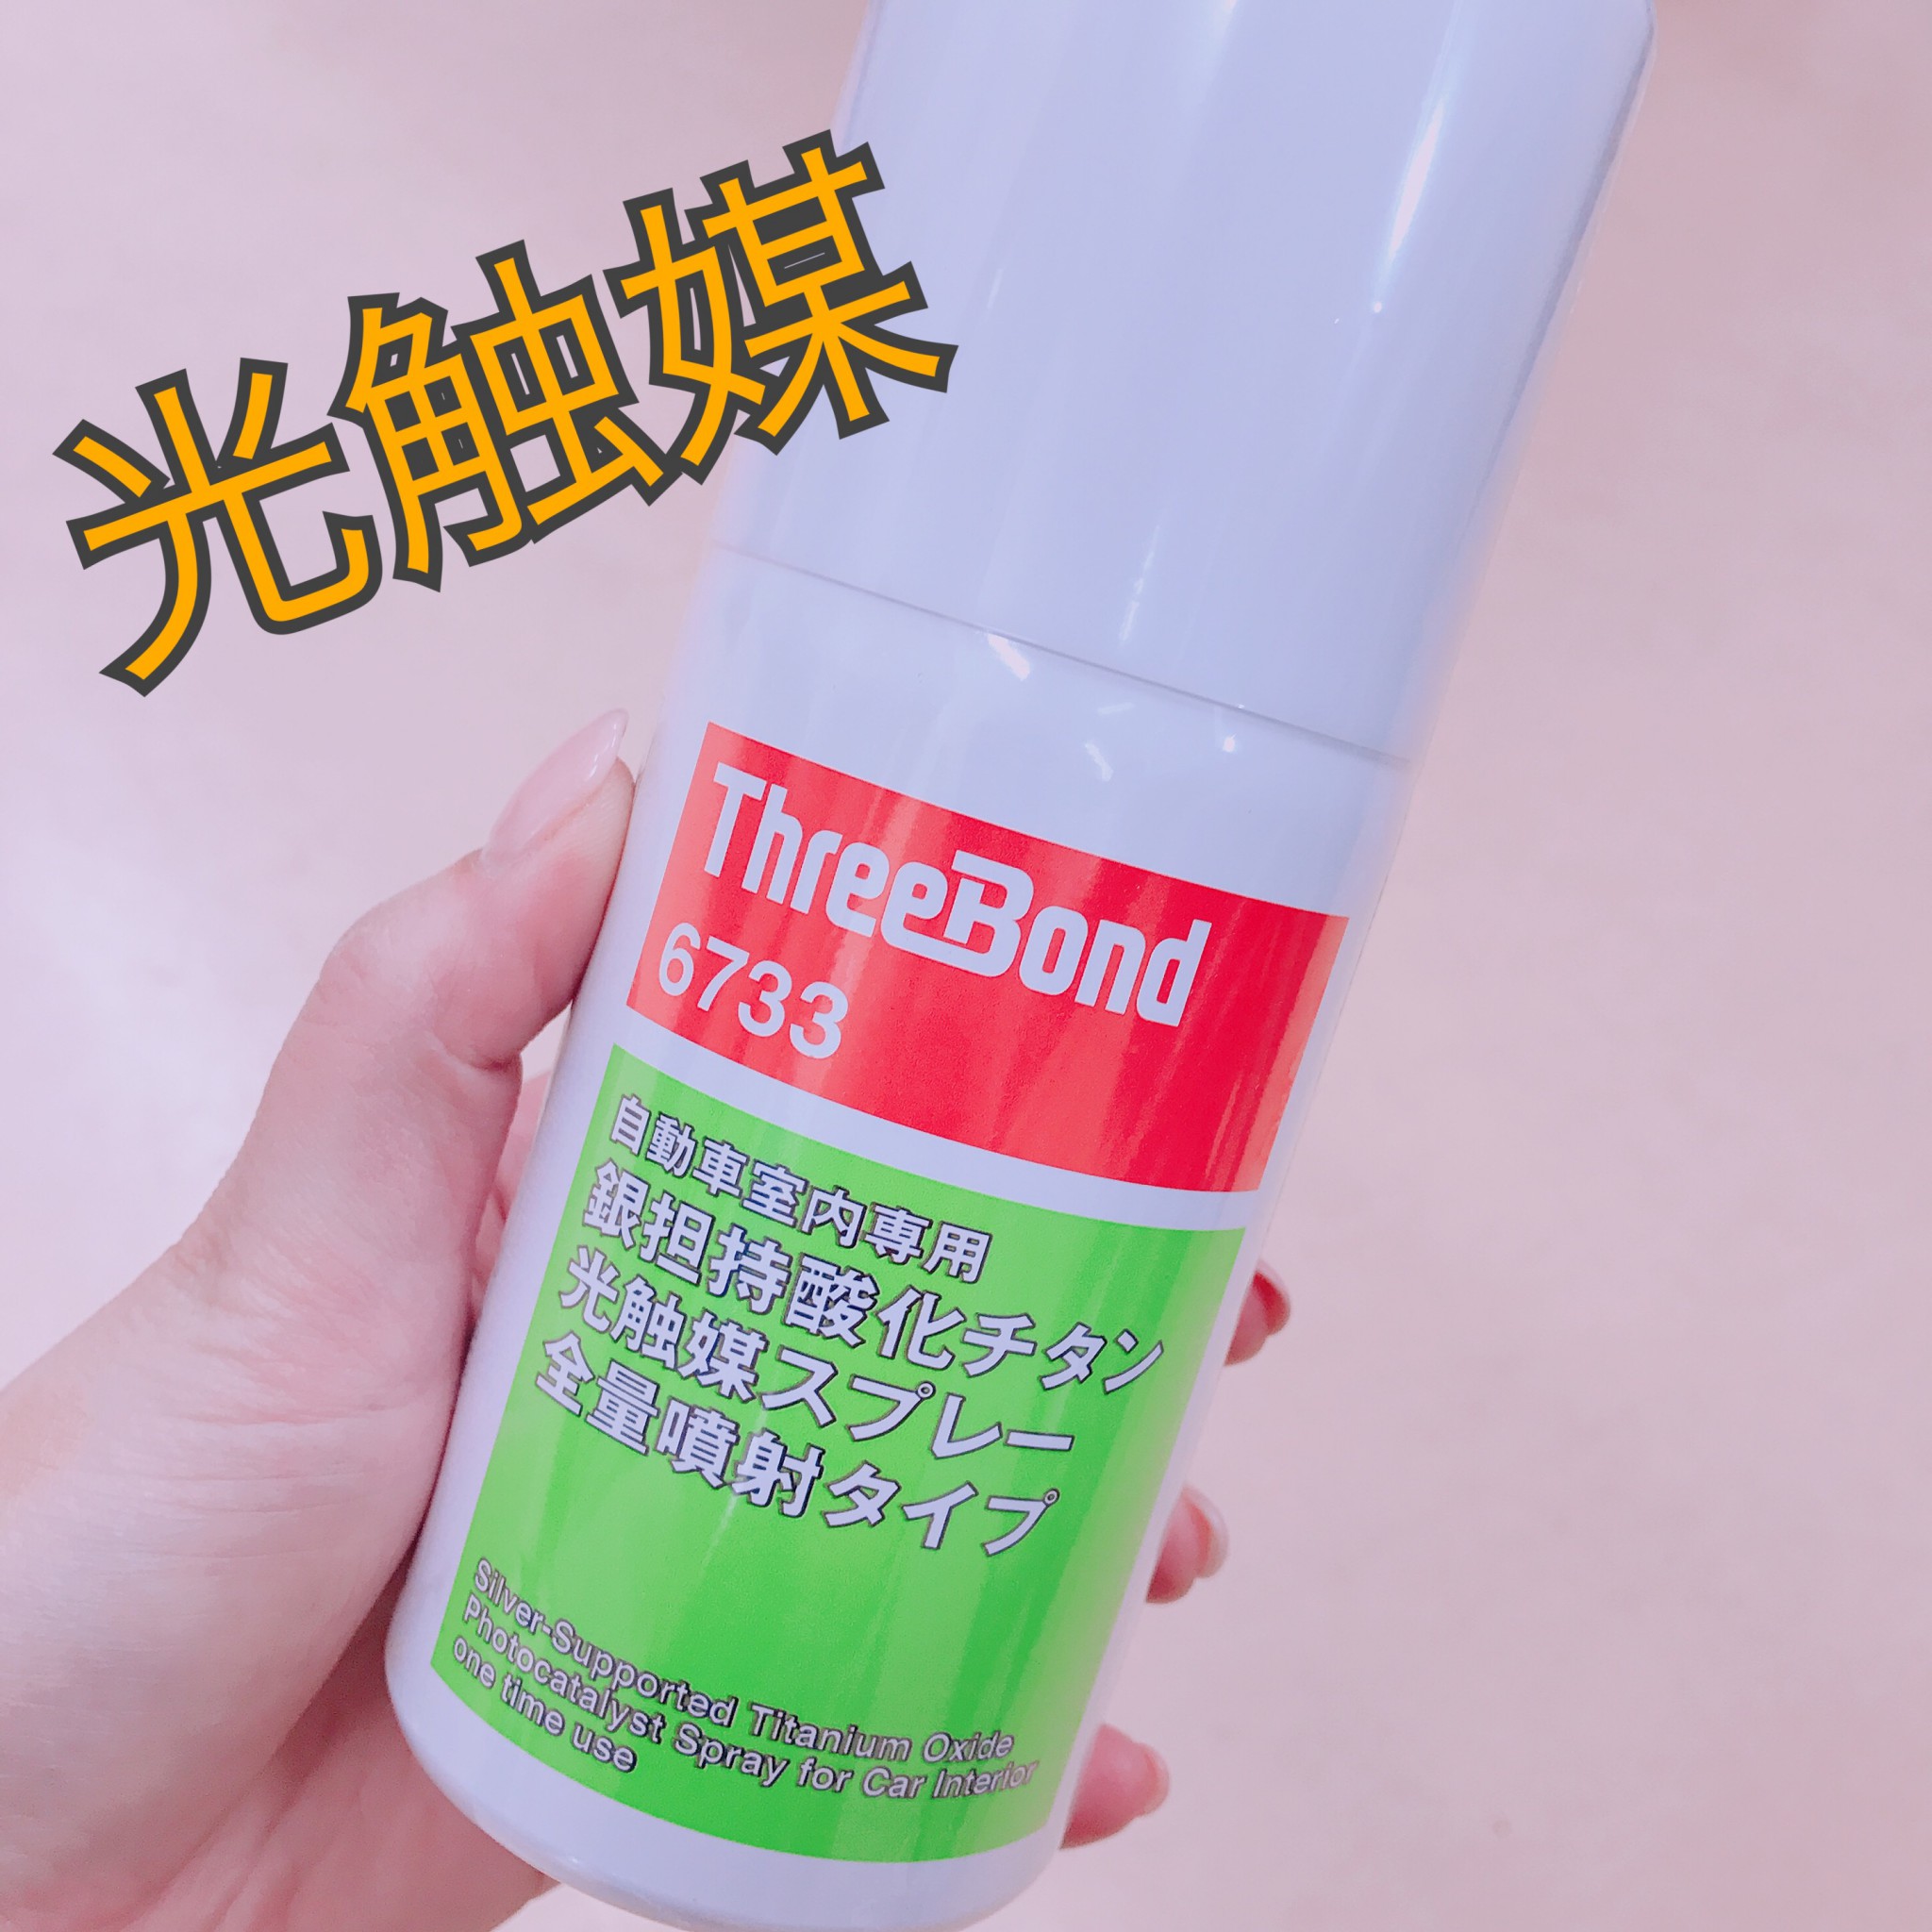 光触媒
ThreeBond
6733
自動車室内専用
銀担持酸化チタン
光触媒スプレー
全量噴射タイプ
Silver-Supported Titanium Oxide
Photocatalyst Spray for Car Interior
one time use